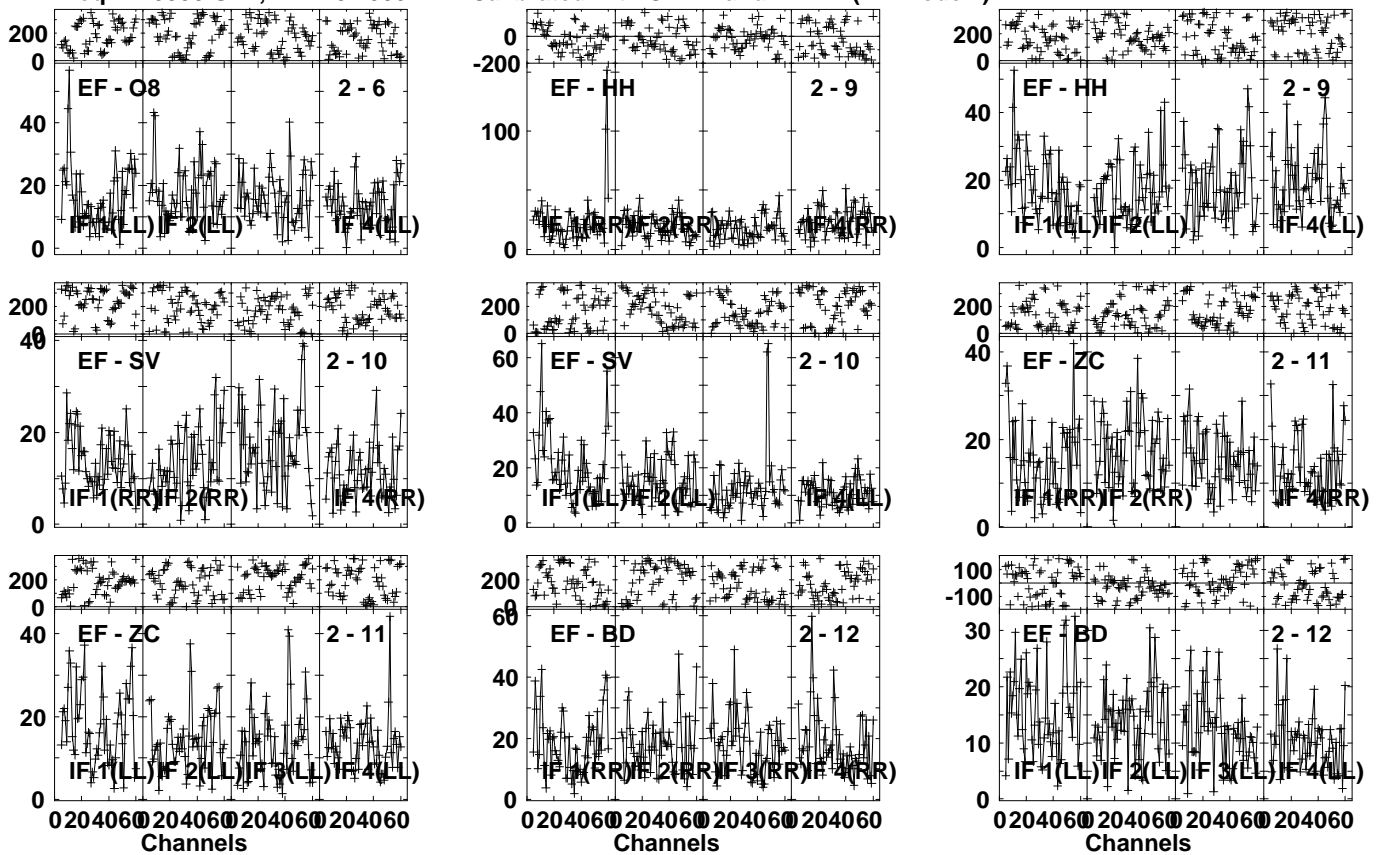 200
0
EF - O8 2 - 6
40
20
0
IF 1(LL) IF 2(LL) IF 4(LL)
0
-200
EF - HH 2 - 9
100
0
IF 1(RR) IF 2(RR) IF 4(RR)
200
0
EF - HH 2 - 9
40
20
0
IF 1(LL) IF 2(LL) IF 4(LL)
200
0
40
EF - SV 2 - 10
20
0
IF 1(RR) IF 2(RR) IF 4(RR)
200
0
EF - SV 2 - 10
60
40
20
0
IF 1(LL) IF 2(LL) IF 4(LL)
200
0
EF - ZC 2 - 11
40
20
0
IF 1(RR) IF 2(RR) IF 4(RR)
200
0
EF - ZC 2 - 11
40
20
0
IF 1(LL) IF 2(LL) IF 3(LL) IF 4(LL)
0 20 40 60 0 20 40 60 0 20 40 60 0 20 40 60
Channels
200
0
60
EF - BD 2 - 12
40
20
0
IF 1(RR) IF 2(RR) IF 3(RR) IF 4(RR)
0 20 40 60 0 20 40 60 0 20 40 60 0 20 40 60
Channels
100
-100
EF - BD 2 - 12
30
20
10
0
IF 1(LL) IF 2(LL) IF 3(LL) IF 4(LL)
0 20 40 60 0 20 40 60 0 20 40 60 0 20 40 60
Channels